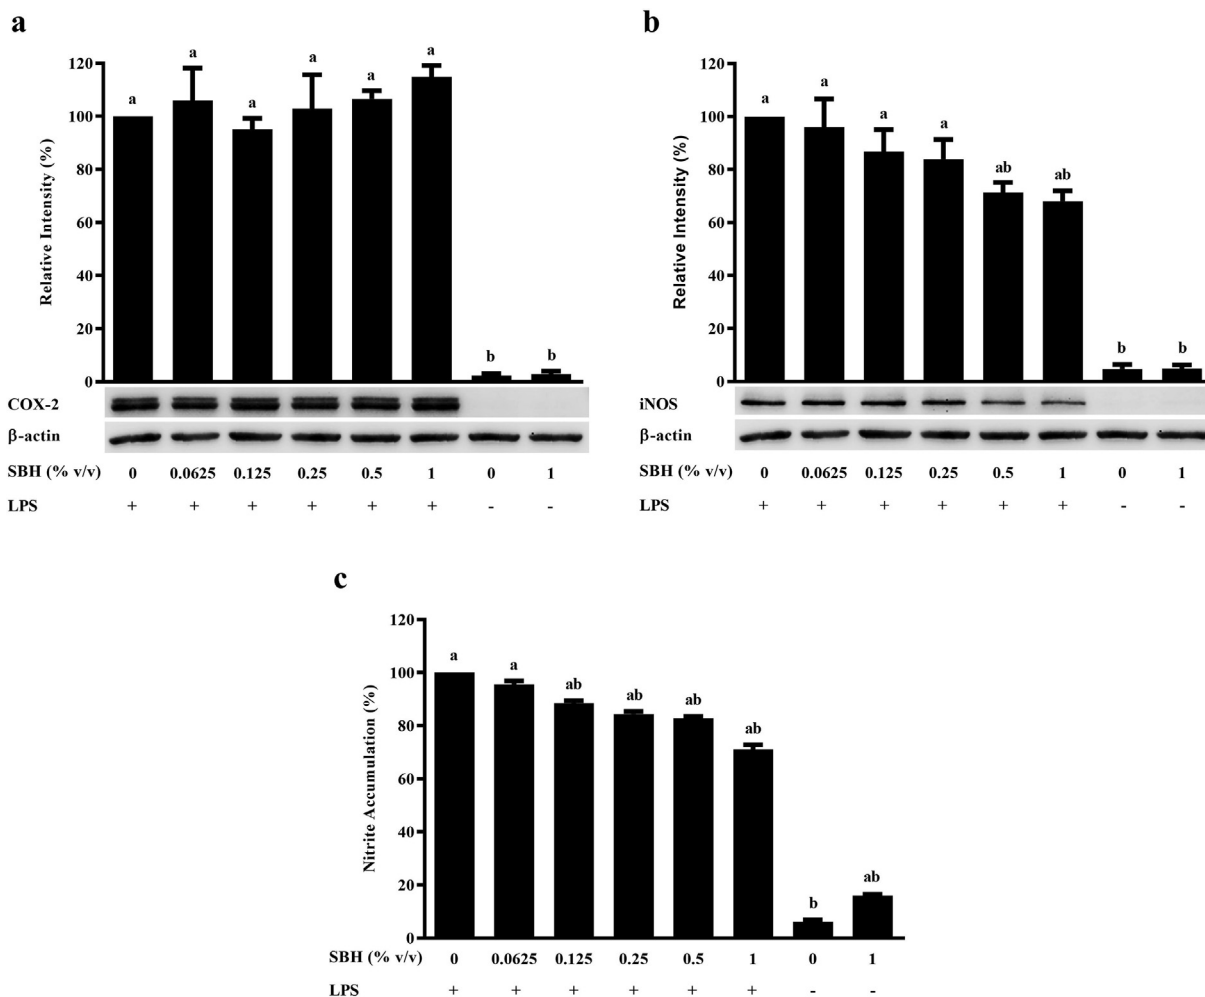 a
Relative Intensity (%)
120
100
80
60
40
20
0
a a a a a a b b
COX-2
β-actin
SBH (% v/v) 0 0.0625 0.125 0.25 0.5 1 0 1
LPS + + + + + + - -
b
Relative Intensity (%)
120
100
80
60
40
20
0
a a a a ab ab b b
iNOS
β-actin
SBH (% v/v) 0 0.0625 0.125 0.25 0.5 1 0 1
LPS + + + + + + - -
c
Nitrite Accumulation (%)
120
100
80
60
40
20
0
a a ab ab ab ab b ab
SBH (% v/v) 0 0.0625 0.125 0.25 0.5 1 0 1
LPS + + + + + + - -